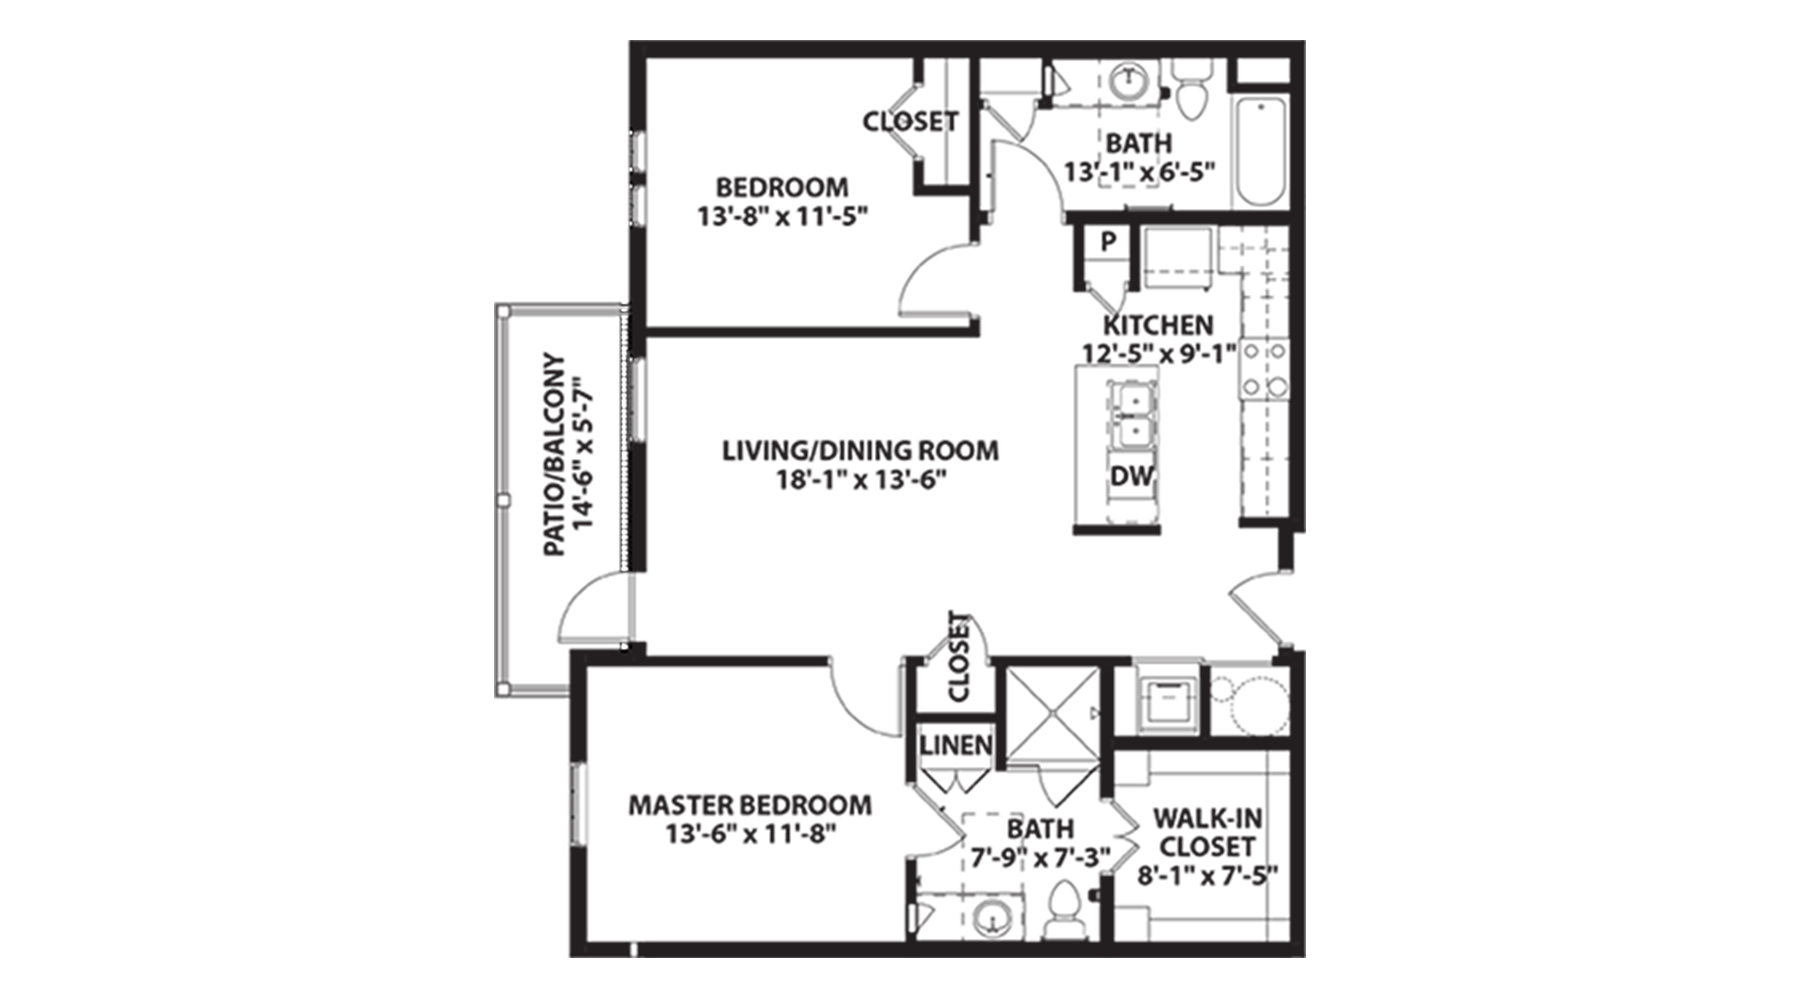 CLOSET
BATH
13'-1" x 6'-5"
BEDROOM
13'-8" x 11'-5"
P
KITCHEN
12'-5" x 9'-1"
PATIO/BALCONY
14'-6" x 5'-7"
LIVING/DINING ROOM
18'-1" x 13'-6"
DW
CLOSET
LINEN
MASTER BEDROOM
13'-6" x 11'-8"
BATH
7'-9" x 7'-3"
WALK-IN
CLOSET
8'-1" x 7'-5"